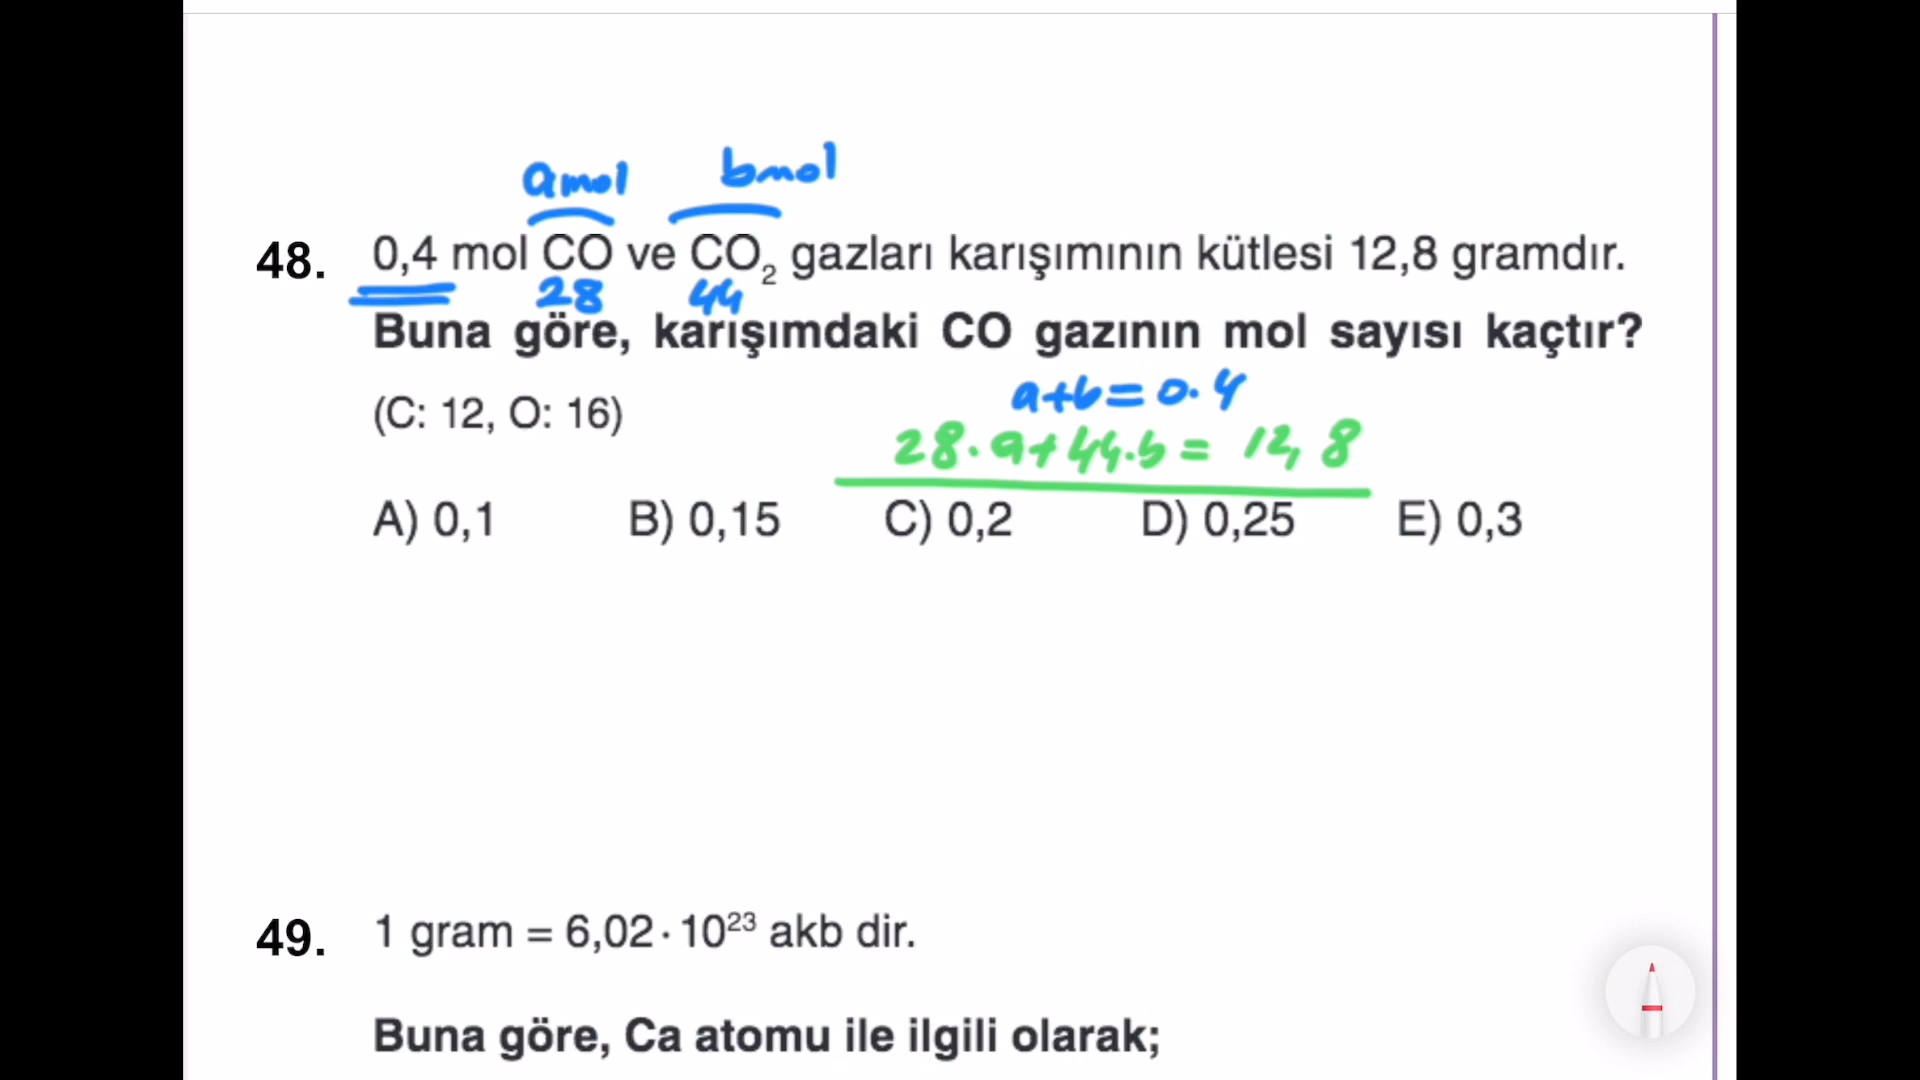 amol bmol
48. 0,4 mol CO ve CO₂ gazları karışımının kütlesi 12,8 gramdır.
28 44
Buna göre, karışımdaki CO gazının mol sayısı kaçtır?
a+b=0.4
(C: 12, O: 16)
28.a+44.b= 12,8
A) 0,1 B) 0,15 C) 0,2 D) 0,25 E) 0,3
49. 1 gram = 6,02·10²³ akb dir.
Buna göre, Ca atomu ile ilgili olarak;